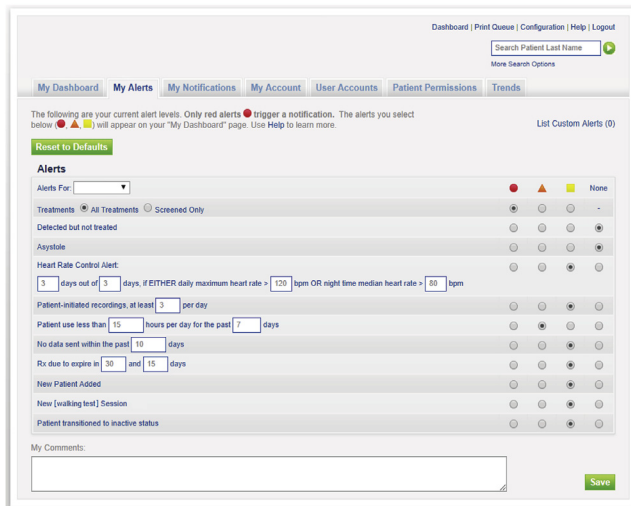 Dashboard | Print Queue | Configuration | Help | Logout
Search Patient Last Name
More Search Options
My Dashboard My Alerts My Notifications My Account User Accounts Patient Permissions Trends
The following are your current alert levels. Only red alerts trigger a notification. The alerts you select
below (, , ) will appear on your "My Dashboard" page. Use Help to learn more.
List Custom Alerts (0)
Reset to Defaults
Alerts
Alerts For: None
Treatments All Treatments Screened Only -
Detected but not treated
Asystole
Heart Rate Control Alert:
3 days out of 3 days, if EITHER daily maximum heart rate > 120 bpm OR night time median heart rate > 80 bpm
Patient-initiated recordings, at least 3 per day
Patient use less than 15 hours per day for the past 7 days
No data sent within the past 10 days
Rx due to expire in 30 and 15 days
New Patient Added
New [walking test] Session
Patient transitioned to inactive status
My Comments:
Save